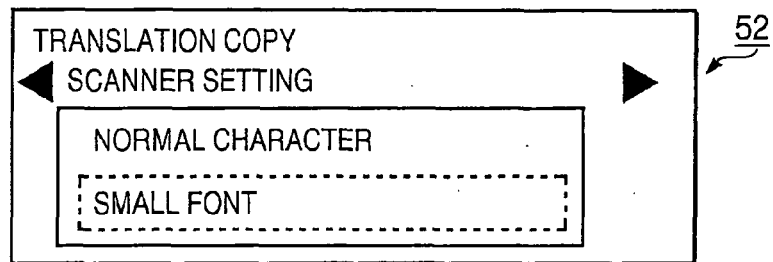 TRANSLATION COPY
52
SCANNER SETTING
NORMAL CHARACTER
SMALL FONT